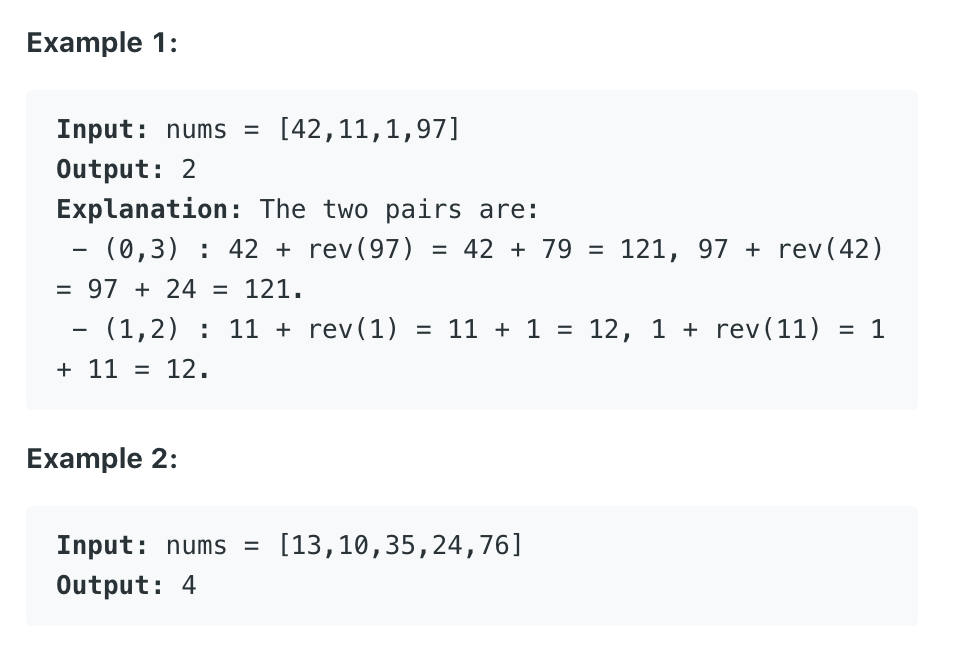 Example 1:
Input: nums = [42,11,1,97]
Output: 2
Explanation: The two pairs are:
 - (0,3) : 42 + rev(97) = 42 + 79 = 121, 97 + rev(42)
= 97 + 24 = 121.
 - (1,2) : 11 + rev(1) = 11 + 1 = 12, 1 + rev(11) = 1
+ 11 = 12.
Example 2:
Input: nums = [13,10,35,24,76]
Output: 4